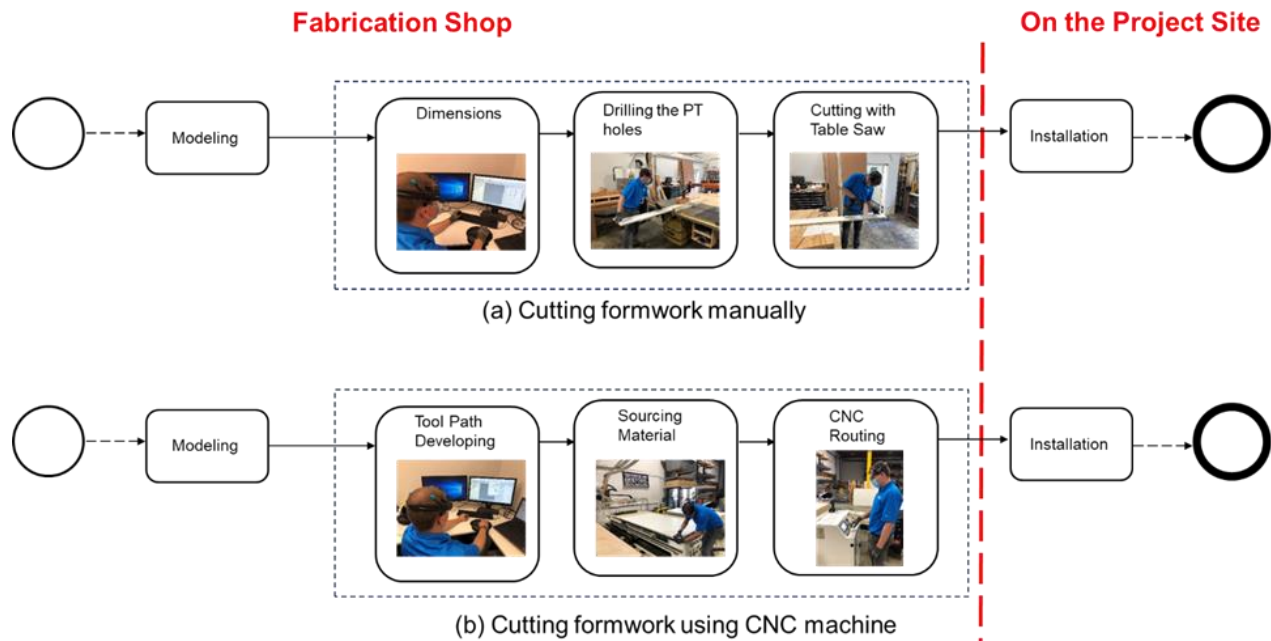 Fabrication Shop
On the Project Site
Modeling
Dimensions
Drilling the PT
holes
Cutting with
Table Saw
Installation
(a) Cutting formwork manually
Modeling
Tool Path
Developing
Sourcing
Material
CNC
Routing
Installation
(b) Cutting formwork using CNC machine